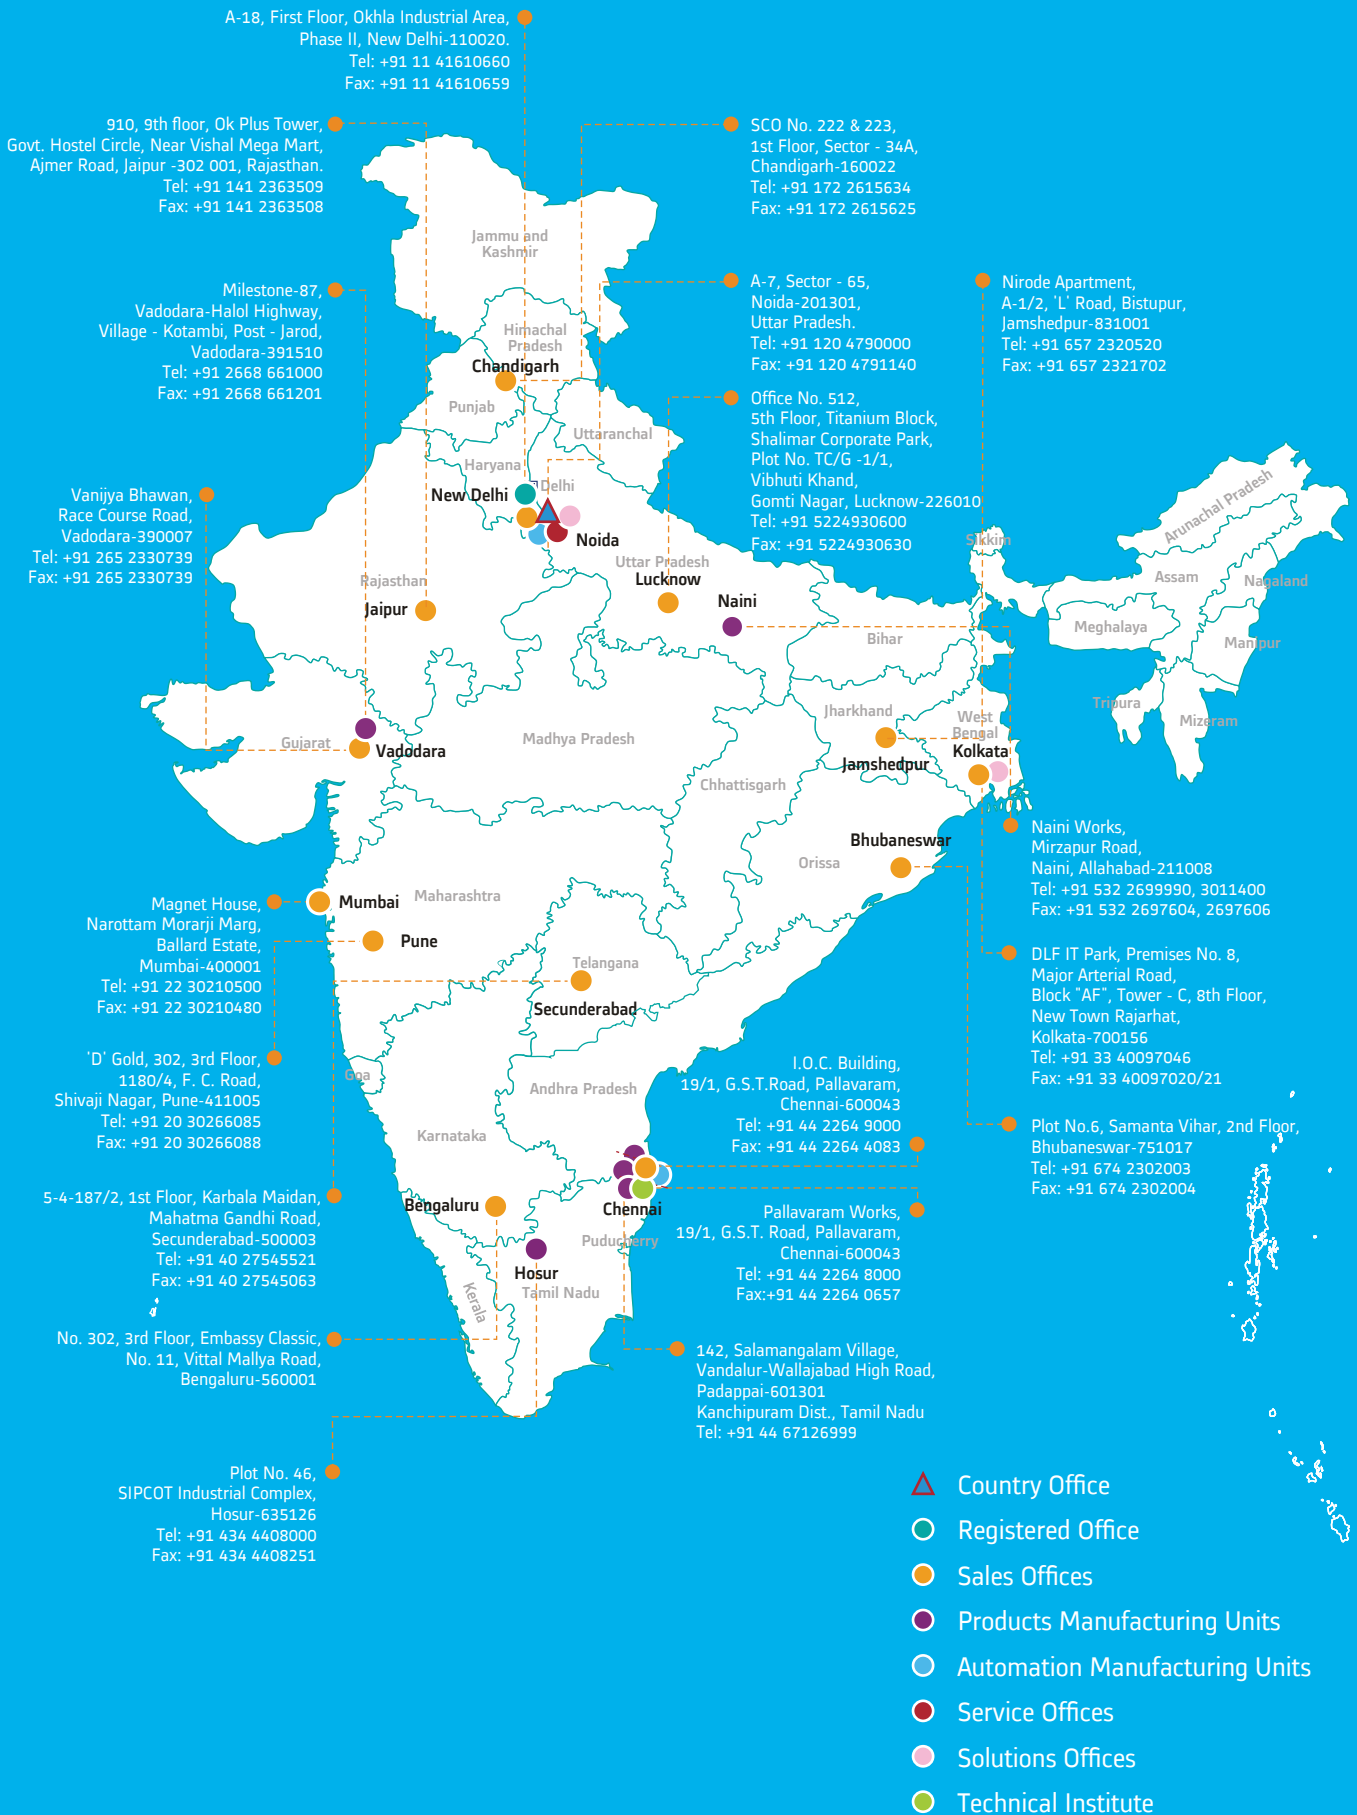 A-18, First Floor, Okhla Industrial Area,
Phase II, New Delhi-110020.
Tel: +91 11 41610660
Fax: +91 11 41610659
910, 9th floor, Ok Plus Tower,
Govt. Hostel Circle, Near Vishal Mega Mart,
Ajmer Road, Jaipur -302 001, Rajasthan.
Tel: +91 141 2363509
Fax: +91 141 2363508
SCO No. 222 & 223,
1st Floor, Sector - 34A,
Chandigarh-160022
Tel: +91 172 2615634
Fax: +91 172 2615625
Milestone-87,
Vadodara-Halol Highway,
Village - Kotambi, Post - Jarod,
Vadodara-391510
Tel: +91 2668 661000
Fax: +91 2668 661201
A-7, Sector - 65,
Noida-201301,
Uttar Pradesh.
Tel: +91 120 4790000
Fax: +91 120 4791140
Nirode Apartment,
A-1/2, 'L' Road, Bistupur,
Jamshedpur-831001
Tel: +91 657 2320520
Fax: +91 657 2321702
Office No. 512,
5th Floor, Titanium Block,
Shalimar Corporate Park,
Plot No. TC/G -1/1,
Vibhuti Khand,
Gomti Nagar, Lucknow-226010
Tel: +91 5224930600
Fax: +91 5224930630
Vanijya Bhawan,
Race Course Road,
Vadodara-390007
Tel: +91 265 2330739
Fax: +91 265 2330739
Jammu and
Kashmir
Himachal
Pradesh
Chandigarh
Punjab
Uttaranchal
Haryana
Delhi
New Delhi
Noida
Uttar Pradesh
Lucknow
Naini
Rajasthan
Jaipur
Bihar
Sikkim
Arunachal Pradesh
Assam
Nagaland
Meghalaya
Manipur
Tripura
Mizeram
Jharkhand
West
Bengal
Kolkata
Jamshedpur
Gujarat
Vadodara
Madhya Pradesh
Chhattisgarh
Bhubaneswar
Orissa
Mumbai
Maharashtra
Pune
Telangana
Secunderabad
Goa
Andhra Pradesh
Karnataka
Bengaluru
Chennai
Puducherry
Hosur
Tamil Nadu
Kerala
Naini Works,
Mirzapur Road,
Naini, Allahabad-211008
Tel: +91 532 2699990, 3011400
Fax: +91 532 2697604, 2697606
Magnet House,
Narottam Morarji Marg,
Ballard Estate,
Mumbai-400001
Tel: +91 22 30210500
Fax: +91 22 30210480
DLF IT Park, Premises No. 8,
Major Arterial Road,
Block "AF", Tower - C, 8th Floor,
New Town Rajarhat,
Kolkata-700156
Tel: +91 33 40097046
Fax: +91 33 40097020/21
'D' Gold, 302, 3rd Floor,
1180/4, F. C. Road,
Shivaji Nagar, Pune-411005
Tel: +91 20 30266085
Fax: +91 20 30266088
I.O.C. Building,
19/1, G.S.T.Road, Pallavaram,
Chennai-600043
Tel: +91 44 2264 9000
Fax: +91 44 2264 4083
Plot No.6, Samanta Vihar, 2nd Floor,
Bhubaneswar-751017
Tel: +91 674 2302003
Fax: +91 674 2302004
5-4-187/2, 1st Floor, Karbala Maidan,
Mahatma Gandhi Road,
Secunderabad-500003
Tel: +91 40 27545521
Fax: +91 40 27545063
Pallavaram Works,
19/1, G.S.T. Road, Pallavaram,
Chennai-600043
Tel: +91 44 2264 8000
Fax:+91 44 2264 0657
No. 302, 3rd Floor, Embassy Classic,
No. 11, Vittal Mallya Road,
Bengaluru-560001
142, Salamangalam Village,
Vandalur-Wallajabad High Road,
Padappai-601301
Kanchipuram Dist., Tamil Nadu
Tel: +91 44 67126999
Plot No. 46,
SIPCOT Industrial Complex,
Hosur-635126
Tel: +91 434 4408000
Fax: +91 434 4408251
Country Office
Registered Office
Sales Offices
Products Manufacturing Units
Automation Manufacturing Units
Service Offices
Solutions Offices
Technical Institute